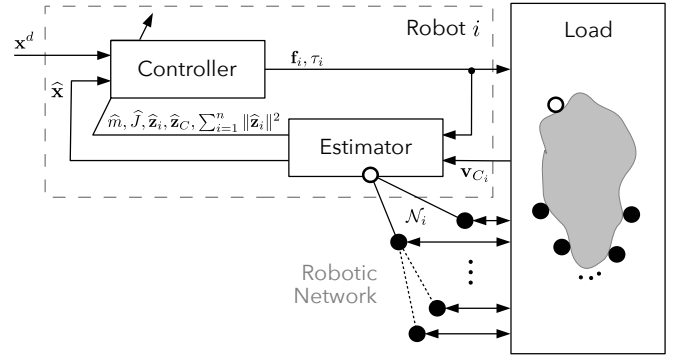 Robot i
Load
𝐱^d
Controller
𝐟_i, τ_i
𝐱̂
m̂, Ĵ, 𝐳̂_i, 𝐳̂_C, ∑_{i=1}^{n} ‖𝐳̂_i‖^2
Estimator
𝐯_{C_i}
𝒩_i
Robotic
Network